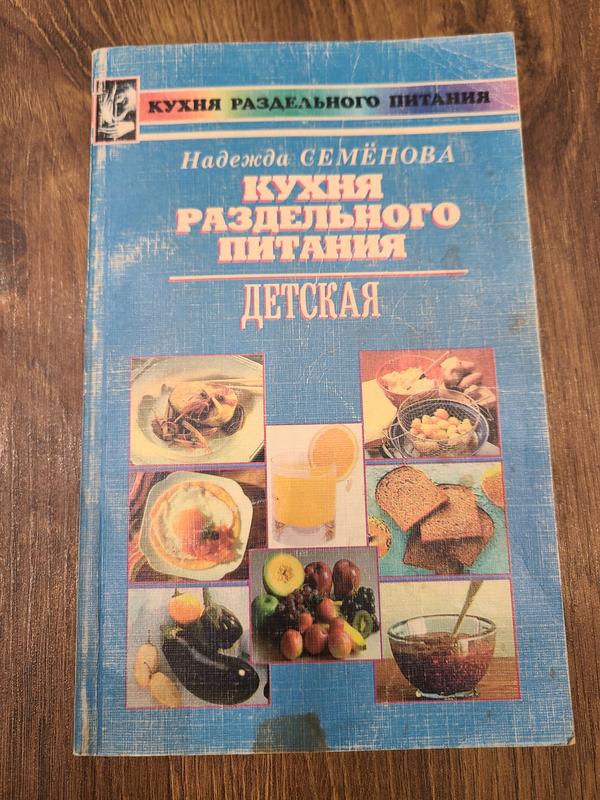 КУХНЯ РАЗДЕЛЬНОГО ПИТАНИЯ
Надежда СЕМЁНОВА
КУХНЯ
РАЗДЕЛЬНОГО
ПИТАНИЯ
ДЕТСКАЯ